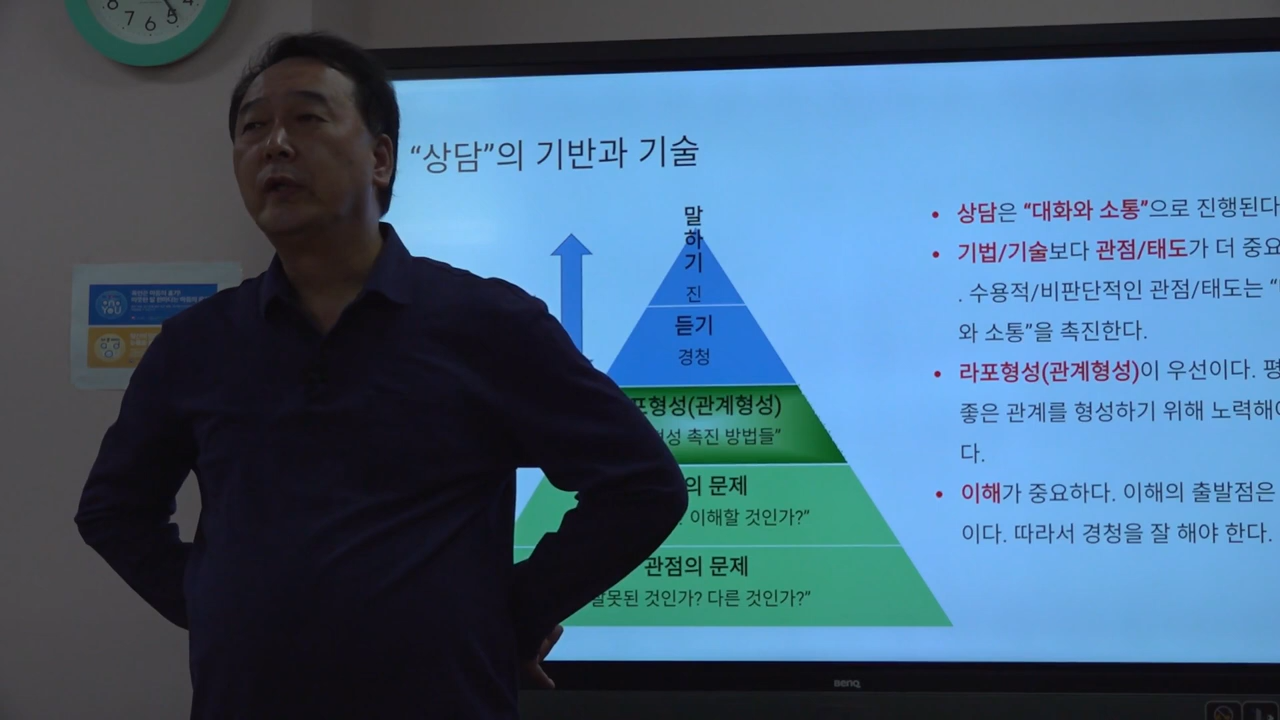 8 7 6 5
“상담”의 기반과 기술
말
하
기
진
듣기
경청
포형성(관계형성)
형성 촉진 방법들”
의 문제
이해할 것인가?”
관점의 문제
잘못된 것인가? 다른 것인가?”
• 상담은 “대화와 소통”으로 진행된다
• 기법/기술보다 관점/태도가 더 중요
. 수용적/비판단적인 관점/태도는
와 소통”을 촉진한다.
• 라포형성(관계형성)이 우선이다. 평
좋은 관계를 형성하기 위해 노력해야
다.
• 이해가 중요하다. 이해의 출발점은
이다. 따라서 경청을 잘 해야 한다.
BenQ